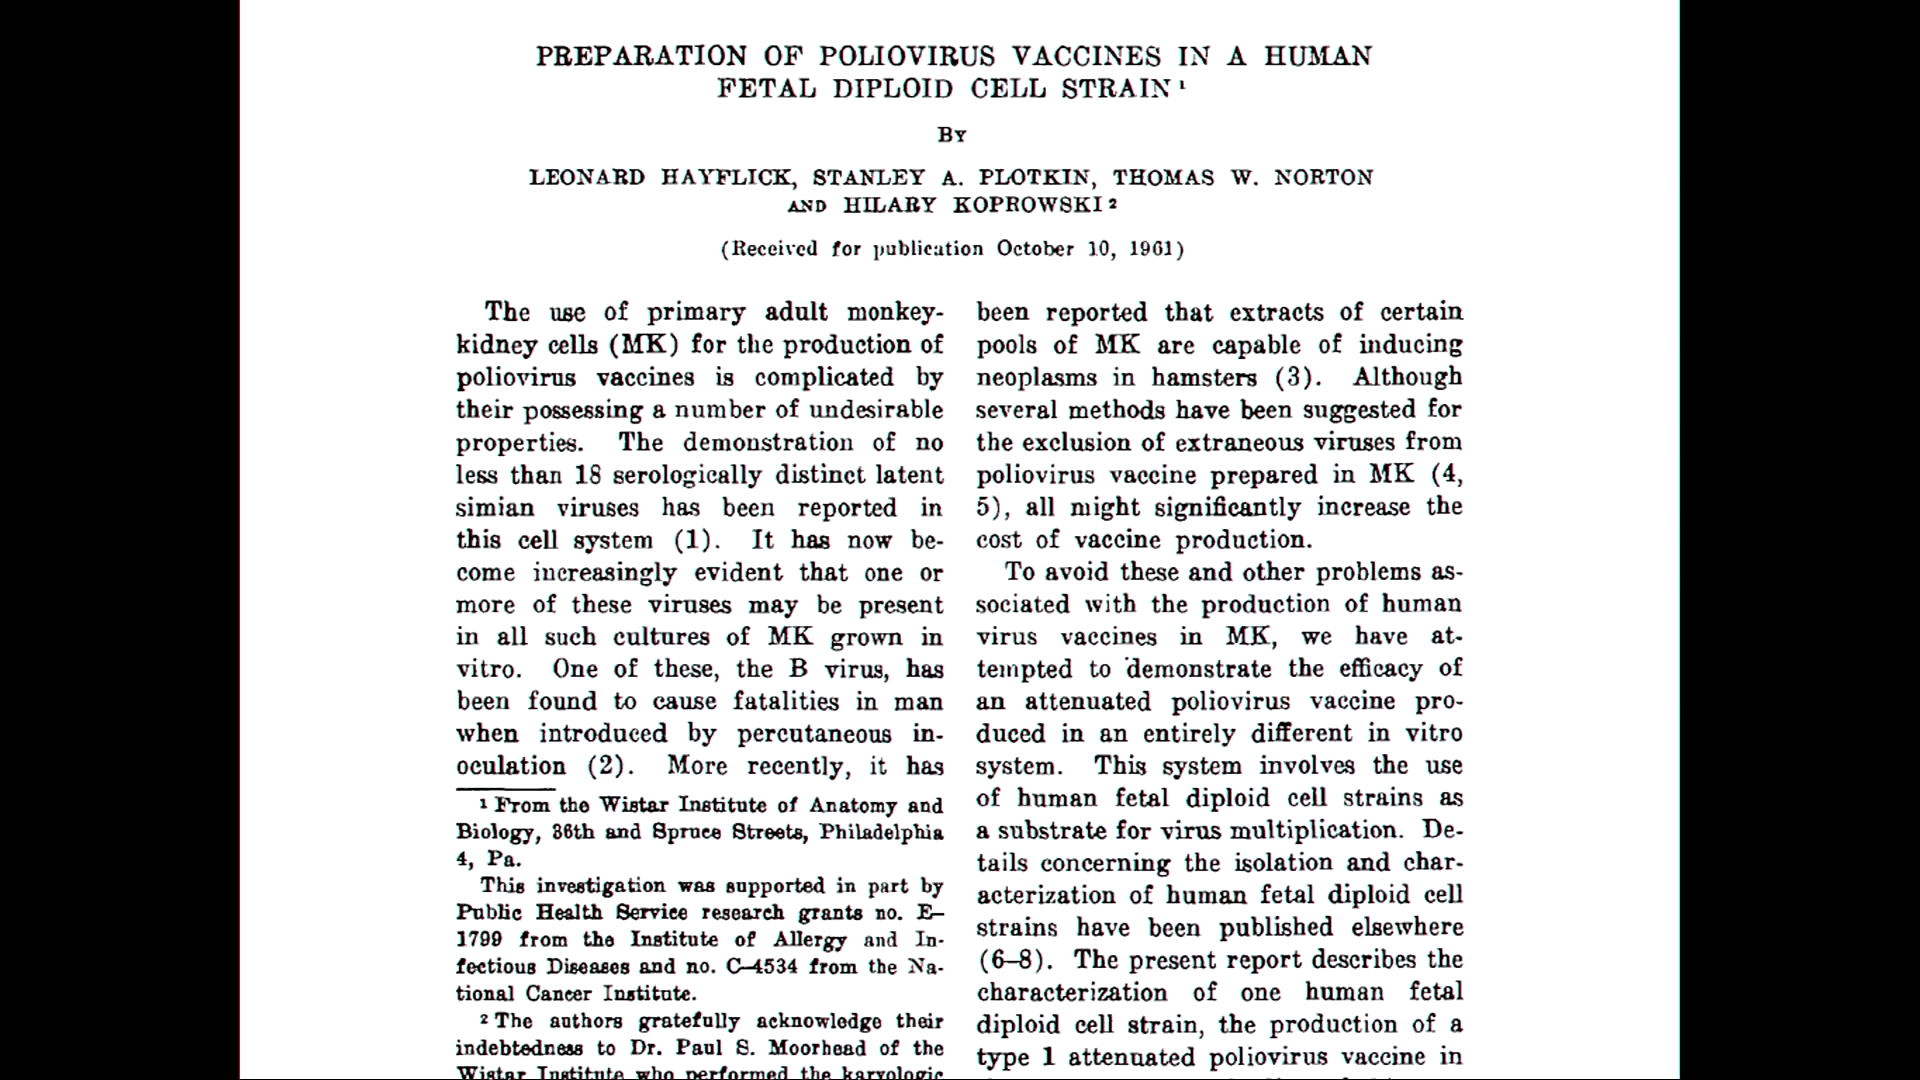 PREPARATION OF POLIOVIRUS VACCINES IN A HUMAN
FETAL DIPLOID CELL STRAIN ¹
By
LEONARD HAYFLICK, STANLEY A. PLOTKIN, THOMAS W. NORTON
AND HILARY KOPROWSKI ²
(Received for publication October 10, 1961)
The use of primary adult monkey-
kidney cells (MK) for the production of
poliovirus vaccines is complicated by
their possessing a number of undesirable
properties. The demonstration of no
less than 18 serologically distinct latent
simian viruses has been reported in
this cell system (1). It has now be-
come increasingly evident that one or
more of these viruses may be present
in all such cultures of MK grown in
vitro. One of these, the B virus, has
been found to cause fatalities in man
when introduced by percutaneous in-
oculation (2). More recently, it has
¹ From the Wistar Institute of Anatomy and
Biology, 36th and Spruce Streets, Philadelphia
4, Pa.
This investigation was supported in part by
Public Health Service research grants no. E–
1799 from the Institute of Allergy and In-
fectious Diseases and no. C–4534 from the Na-
tional Cancer Institute.
² The authors gratefully acknowledge their
indebtedness to Dr. Paul S. Moorhead of the
Wistar Institute who performed the karyologic
been reported that extracts of certain
pools of MK are capable of inducing
neoplasms in hamsters (3). Although
several methods have been suggested for
the exclusion of extraneous viruses from
poliovirus vaccine prepared in MK (4,
5), all might significantly increase the
cost of vaccine production.
To avoid these and other problems as-
sociated with the production of human
virus vaccines in MK, we have at-
tempted to demonstrate the efficacy of
an attenuated poliovirus vaccine pro-
duced in an entirely different in vitro
system. This system involves the use
of human fetal diploid cell strains as
a substrate for virus multiplication. De-
tails concerning the isolation and char-
acterization of human fetal diploid cell
strains have been published elsewhere
(6–8). The present report describes the
characterization of one human fetal
diploid cell strain, the production of a
type 1 attenuated poliovirus vaccine in